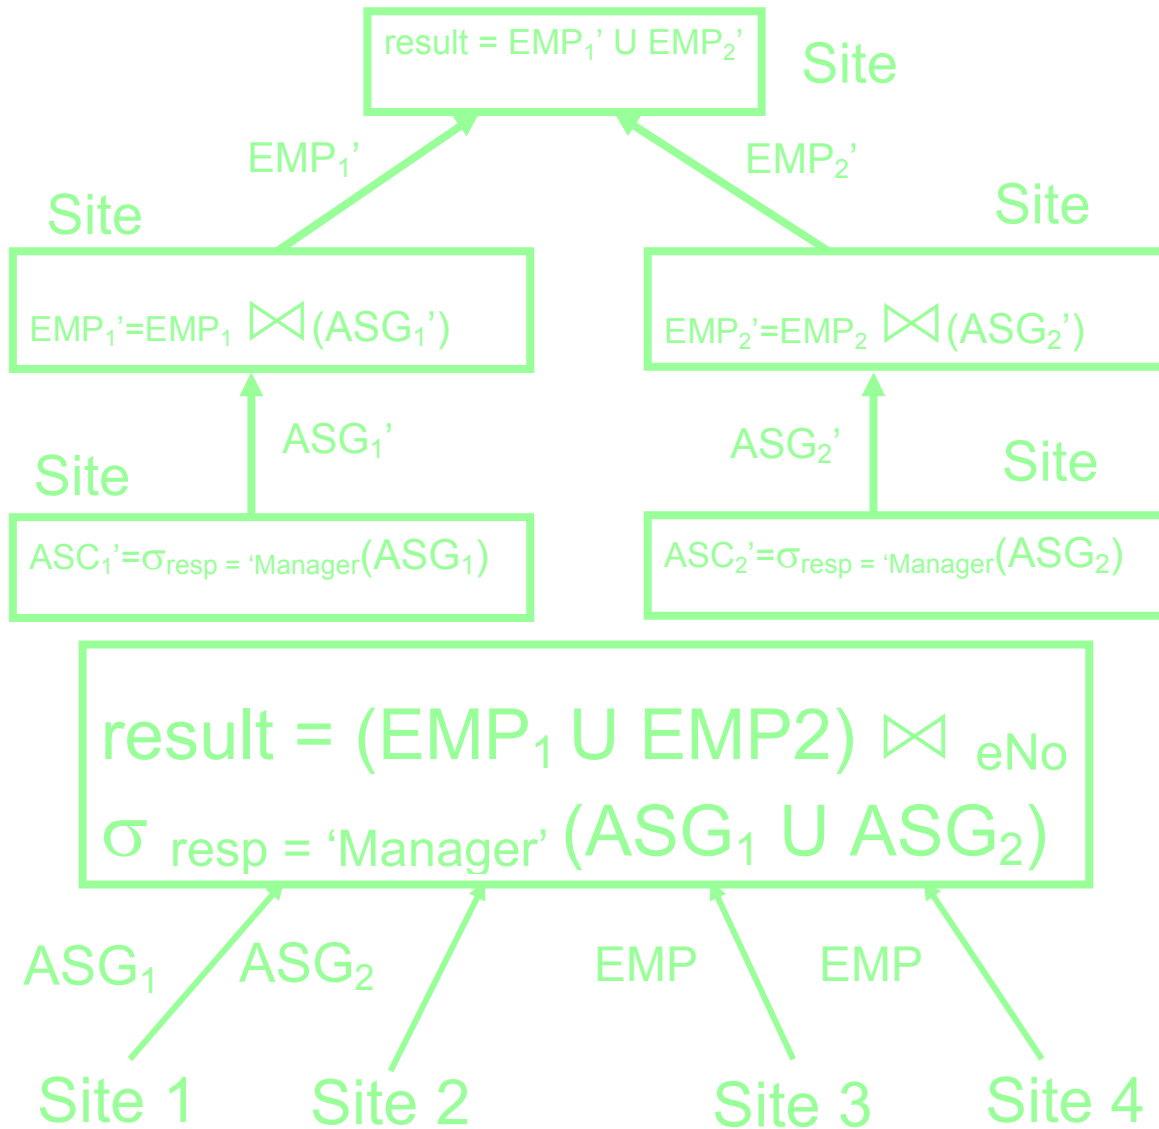 result = EMP₁’ U EMP₂’
Site
EMP₁’
EMP₂’
Site
Site
EMP₁’=EMP₁ ⋈(ASG₁’)
EMP₂’=EMP₂ ⋈(ASG₂’)
ASG₁’
ASG₂’
Site
Site
ASC₁’=σresp = ‘Manager(ASG₁)
ASC₂’=σresp = ‘Manager(ASG₂)
result = (EMP₁ U EMP2) ⋈ eNo
σ resp = ‘Manager’ (ASG₁ U ASG₂)
ASG₁
ASG₂
EMP
EMP
Site 1
Site 2
Site 3
Site 4